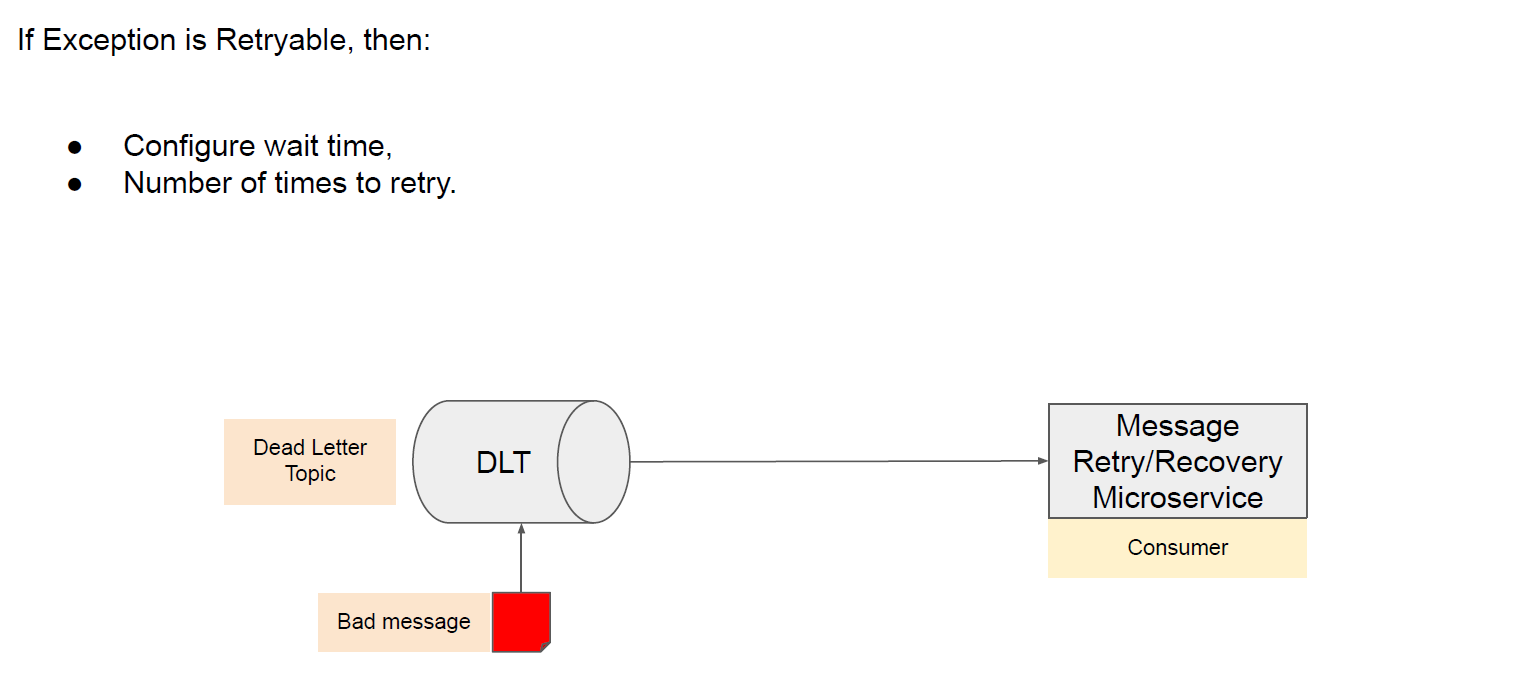 If Exception is Retryable, then:
● Configure wait time,
● Number of times to retry.
Dead Letter
Topic
DLT
Message
Retry/Recovery
Microservice
Consumer
Bad message